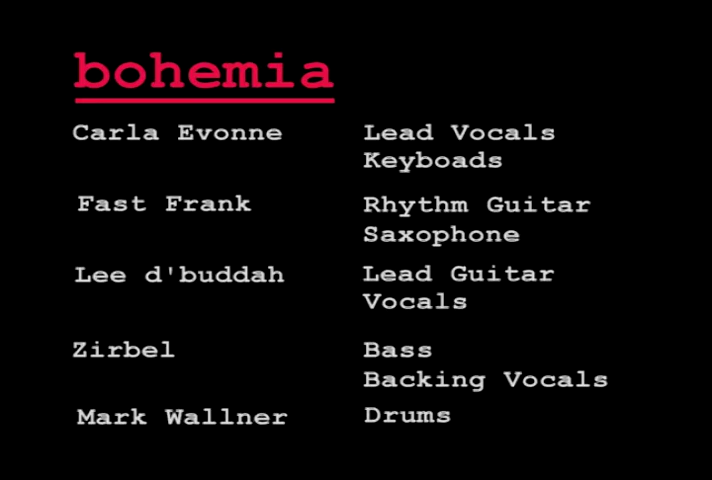 bohemia
Carla Evonne Lead Vocals
Keyboads
Fast Frank Rhythm Guitar
Saxophone
Lee d'buddah Lead Guitar
Vocals
Zirbel Bass
Backing Vocals
Mark Wallner Drums